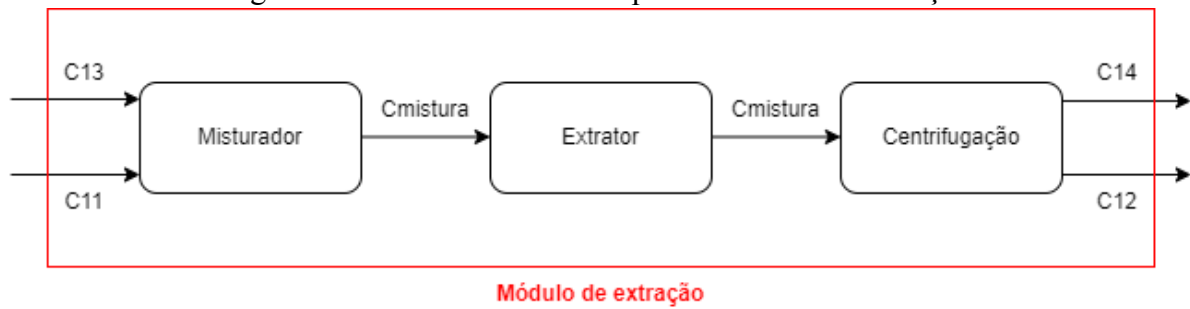 C13
C14
Cmistura
Cmistura
Misturador
Extrator
Centrifugação
C11
C12
Módulo de extração